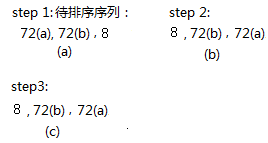 step 1:待排序序列：
72(a), 72(b) , 8
(a)
step 2:
8 , 72(b) , 72(a)
(b)
step3:
8 , 72(b) , 72(a)
(c)